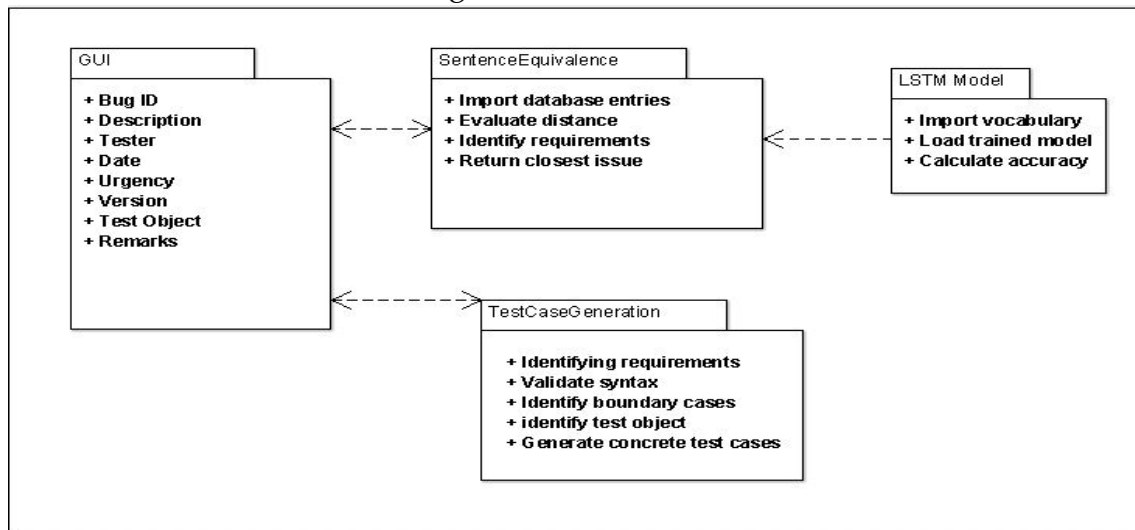 GUI
+ Bug ID
+ Description
+ Tester
+ Date
+ Urgency
+ Version
+ Test Object
+ Remarks
SentenceEquivalence
+ Import database entries
+ Evaluate distance
+ Identify requirements
+ Return closest issue
LSTM Model
+ Import vocabulary
+ Load trained model
+ Calculate accuracy
TestCaseGeneration
+ Identifying requirements
+ Validate syntax
+ Identify boundary cases
+ identify test object
+ Generate concrete test cases